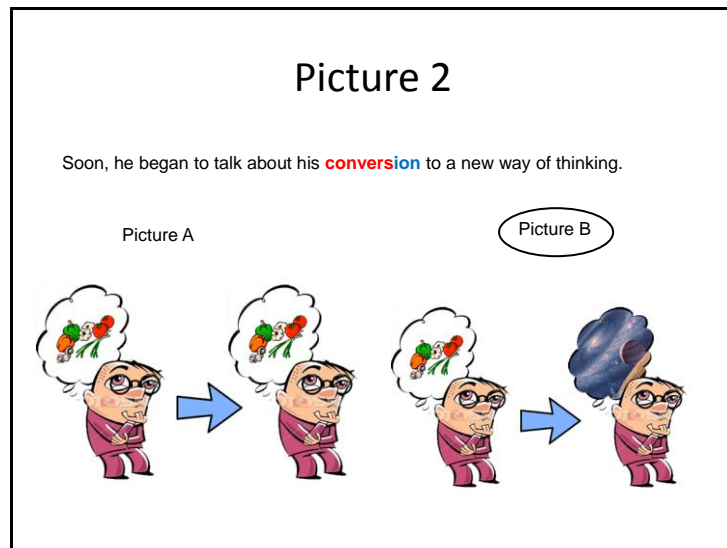 Picture 2
Soon, he began to talk about his conversion to a new way of thinking.
Picture A
Picture B